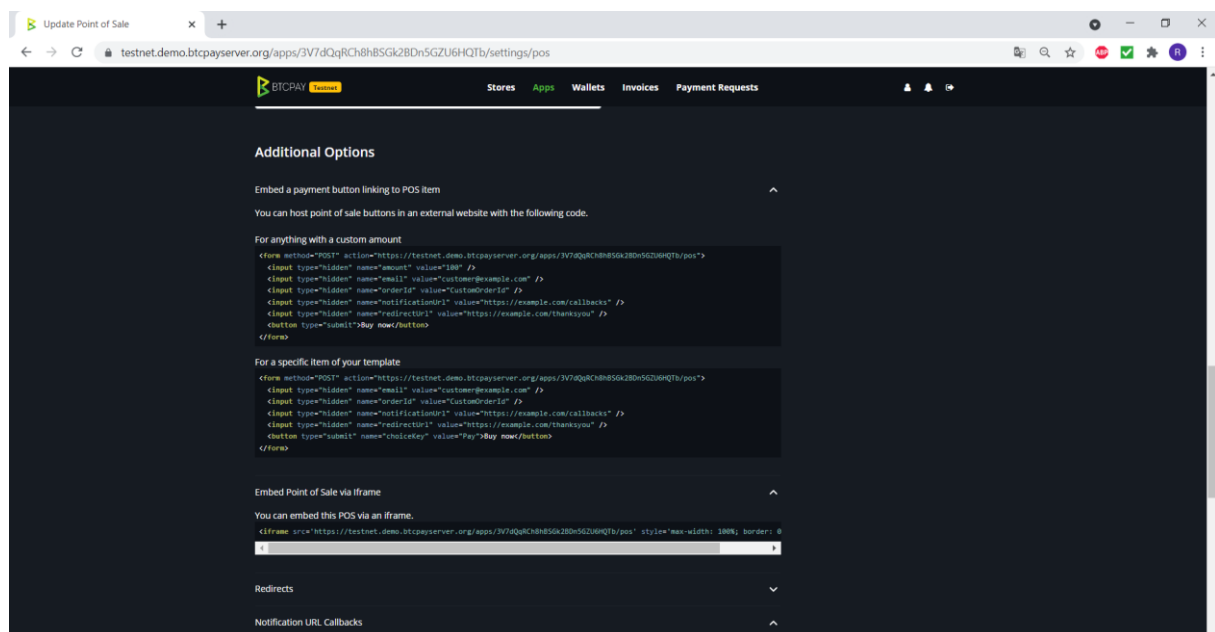 Update Point of Sale
testnet.demo.btcpayserver.org/apps/3V7dQqRCh8hBSGk2BDn5GZU6HQTb/settings/pos
ABP
R
BTCPAY Testnet
Stores Apps Wallets Invoices Payment Requests
Additional Options
Embed a payment button linking to POS item
You can host point of sale buttons in an external website with the following code.
For anything with a custom amount
<form method="POST" action="https://testnet.demo.btcpayserver.org/apps/3V7dQqRCh8hBSGk2BDn5GZU6HQTb/pos">
<input type="hidden" name="amount" value="100" />
<input type="hidden" name="email" value="customer@example.com" />
<input type="hidden" name="orderId" value="CustomOrderId" />
<input type="hidden" name="notificationUrl" value="https://example.com/callbacks" />
<input type="hidden" name="redirectUrl" value="https://example.com/thanksyou" />
<button type="submit">Buy now</button>
</form>
For a specific item of your template
<form method="POST" action="https://testnet.demo.btcpayserver.org/apps/3V7dQqRCh8hBSGk2BDn5GZU6HQTb/pos">
<input type="hidden" name="email" value="customer@example.com" />
<input type="hidden" name="orderId" value="CustomOrderId" />
<input type="hidden" name="notificationUrl" value="https://example.com/callbacks" />
<input type="hidden" name="redirectUrl" value="https://example.com/thanksyou" />
<button type="submit" name="choiceKey" value="Pay">Buy now</button>
</form>
Embed Point of Sale via Iframe
You can embed this POS via an iframe.
<iframe src='https://testnet.demo.btcpayserver.org/apps/3V7dQqRCh8hBSGk2BDn5GZU6HQTb/pos' style='max-width: 100%; border: 0
Redirects
Notification URL Callbacks